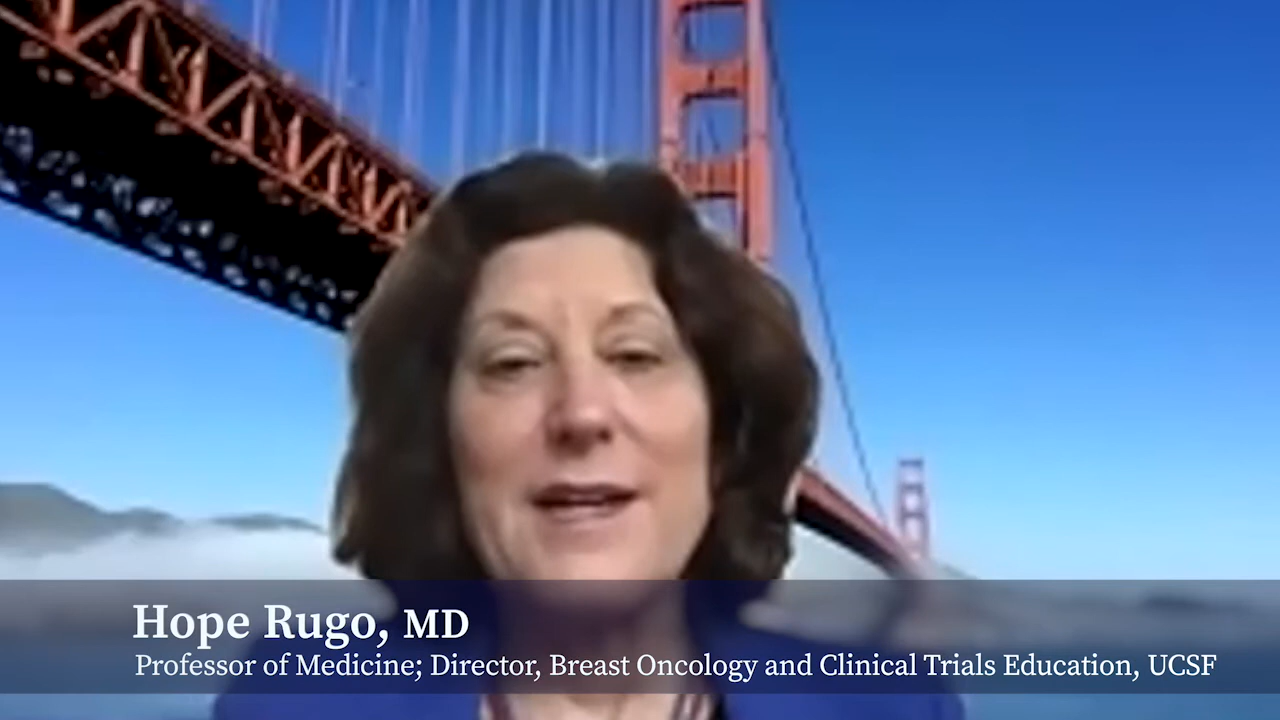 Hope Rugo, MD
Professor of Medicine; Director, Breast Oncology and Clinical Trials Education, UCSF